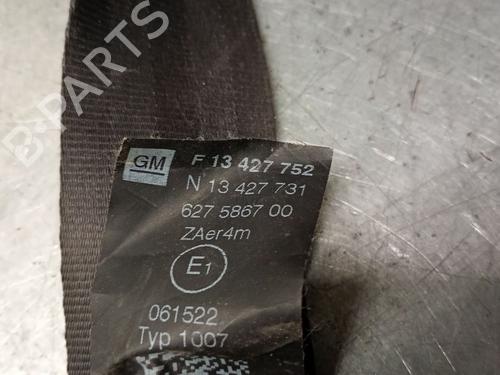 GM F 13 427 752
N 13 427 731
627 5867 00
ZAer4m
E1
061522
Typ 1007
B-Parts